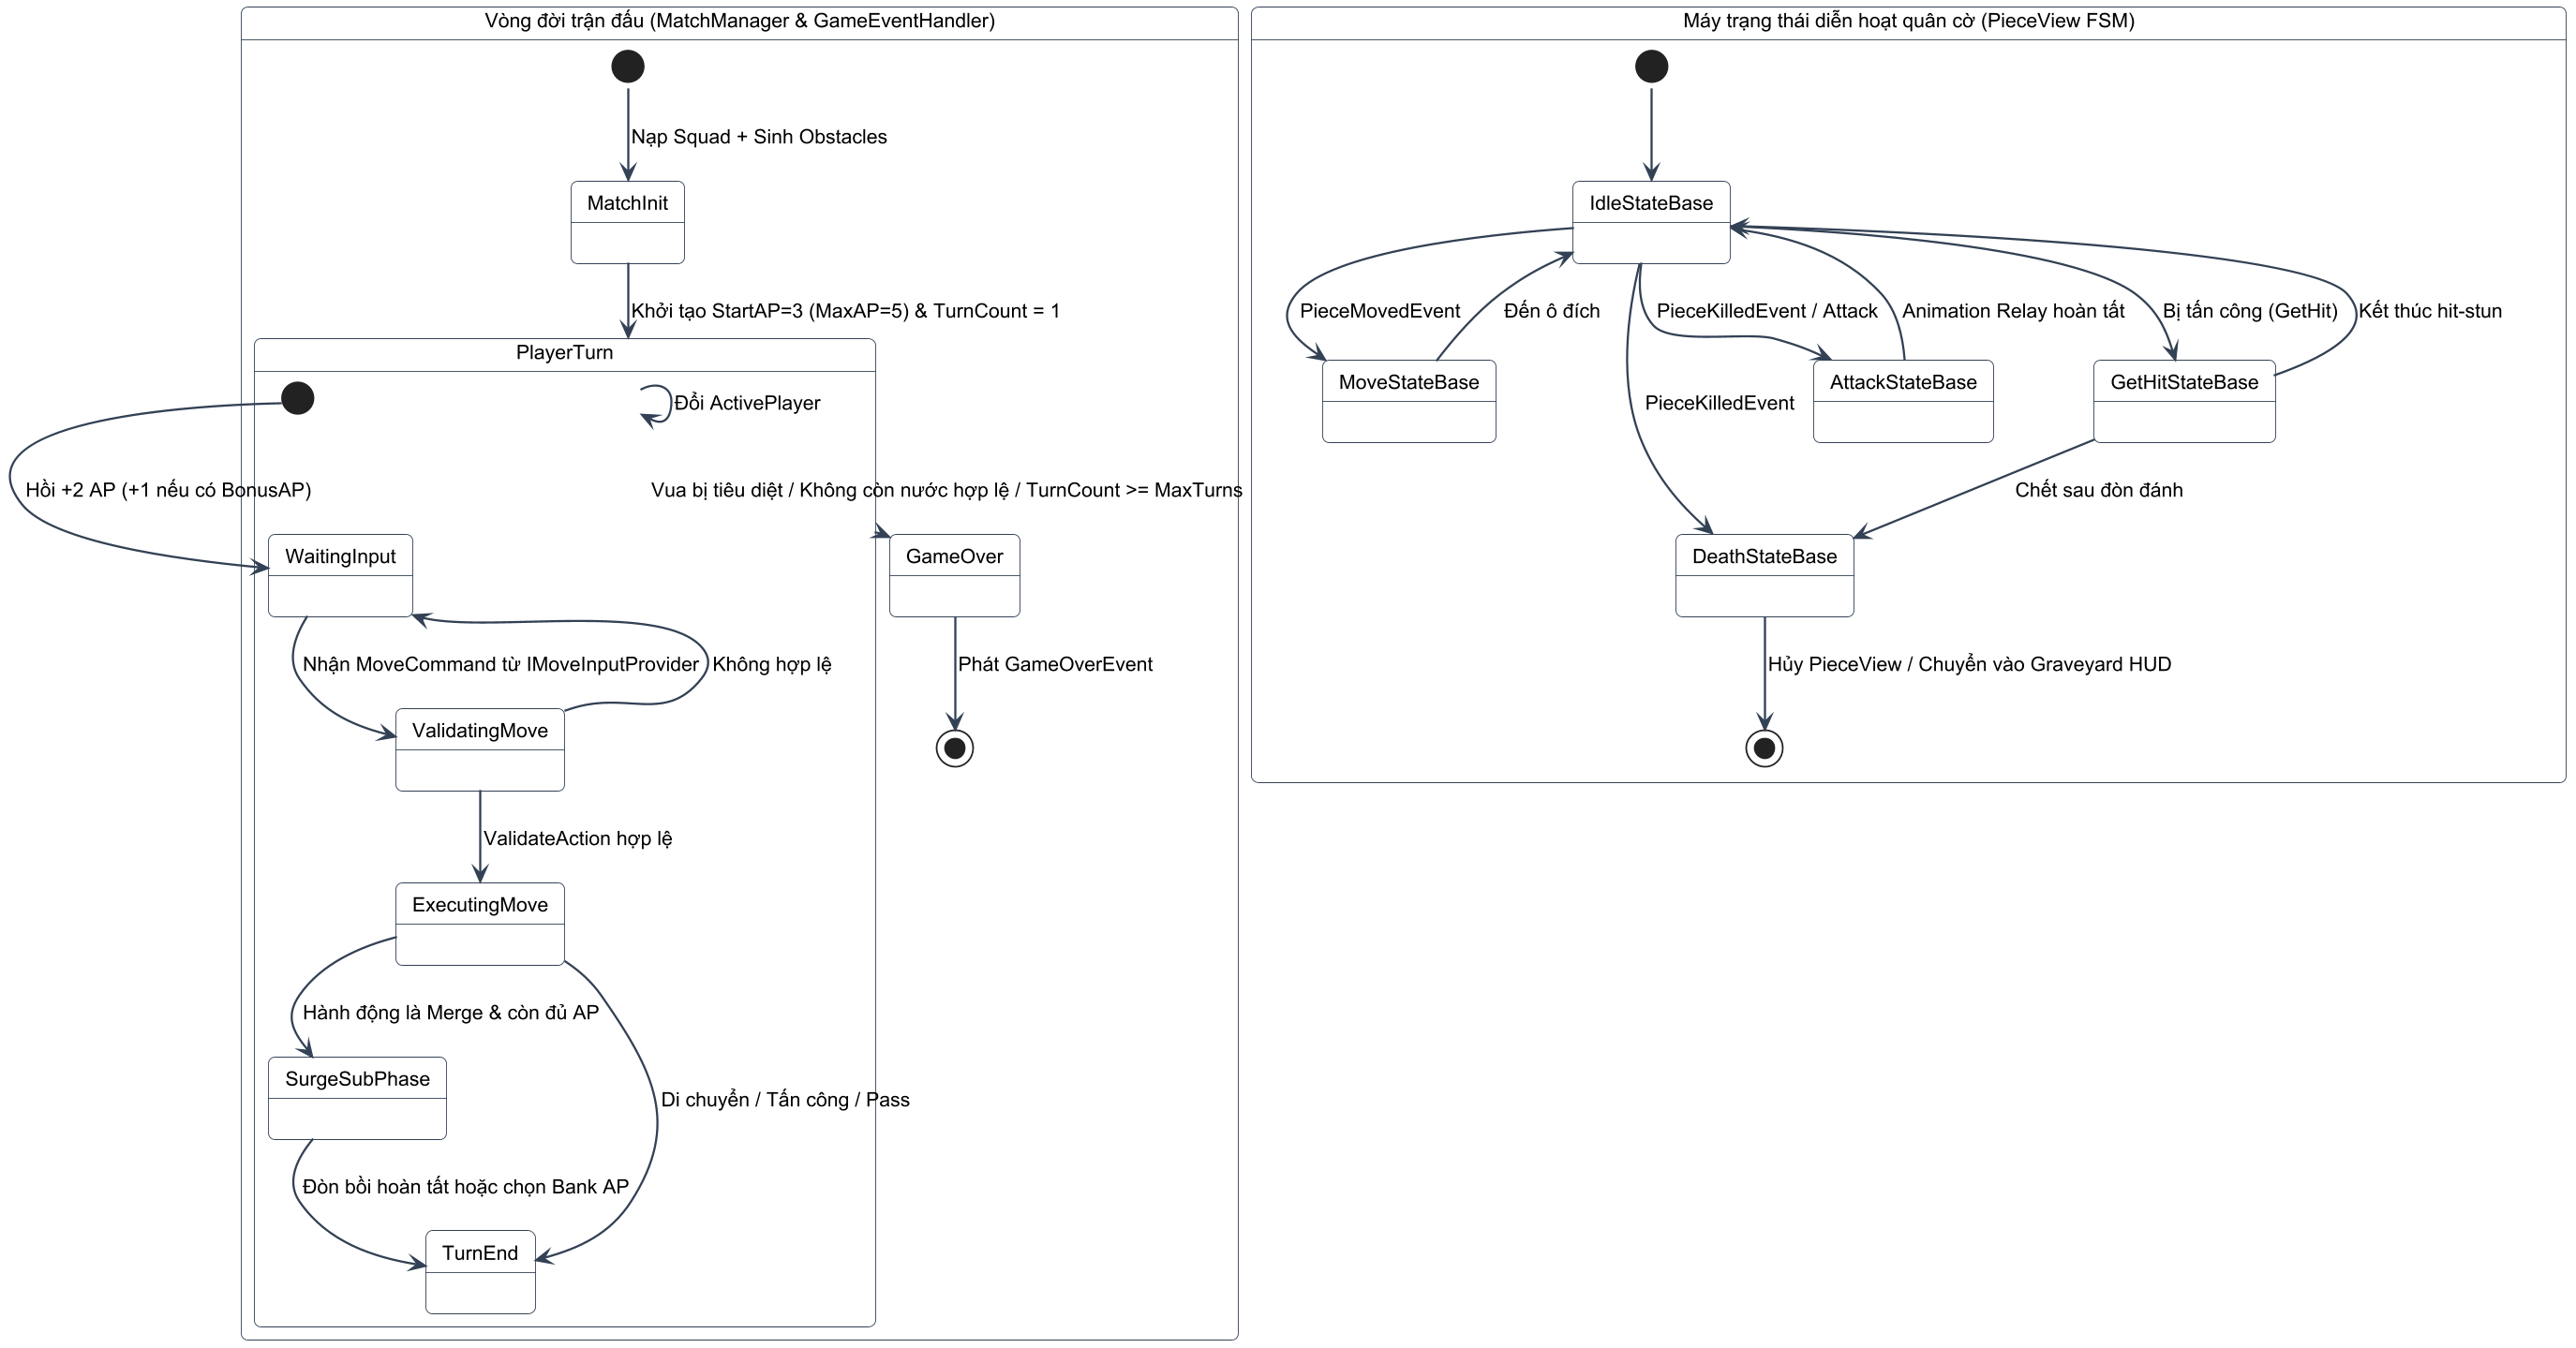 Vòng đời trận đấu (MatchManager & GameEventHandler)
Nạp Squad + Sinh Obstacles
MatchInit
Khởi tạo StartAP=3 (MaxAP=5) & TurnCount = 1
PlayerTurn
Đổi ActivePlayer
Hồi +2 AP (+1 nếu có BonusAP)
Vua bị tiêu diệt / Không còn nước hợp lệ / TurnCount >= MaxTurns
WaitingInput
GameOver
Nhận MoveCommand từ IMoveInputProvider
Không hợp lệ
Phát GameOverEvent
ValidatingMove
ValidateAction hợp lệ
ExecutingMove
Hành động là Merge & còn đủ AP
SurgeSubPhase
Di chuyển / Tấn công / Pass
Đòn bồi hoàn tất hoặc chọn Bank AP
TurnEnd
Máy trạng thái diễn hoạt quân cờ (PieceView FSM)
IdleStateBase
PieceMovedEvent
Đến ô đích
PieceKilledEvent / Attack
Animation Relay hoàn tất
Bị tấn công (GetHit)
Kết thúc hit-stun
MoveStateBase
AttackStateBase
GetHitStateBase
PieceKilledEvent
Chết sau đòn đánh
DeathStateBase
Hủy PieceView / Chuyển vào Graveyard HUD